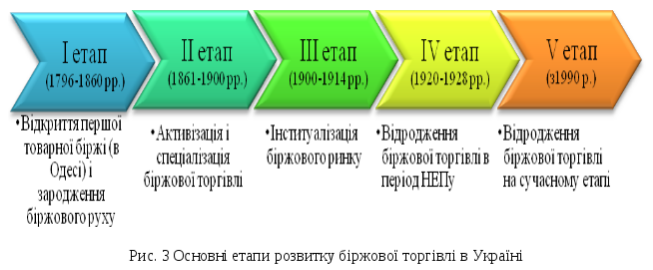 І етап
(1796-1860 рр.)
ІІ етап
(1861-1900 рр.)
ІІІ етап
(1900-1914 рр.)
IV етап
(1920-1928 рр.)
V етап
(з1990 р.)
•Відкриття першої
товарної біржі (в
Одесі) і
зародження
біржового руху
•Активізація і
спеціалізація
біржової торгівлі
•Інституалізація
біржового ринку
•Відродження
біржової торгівлі в
період НЕПу
•Відродження
біржової торгівлі
на сучасному етапі
Рис. 3 Основні етапи розвитку біржової торгівлі в Україні